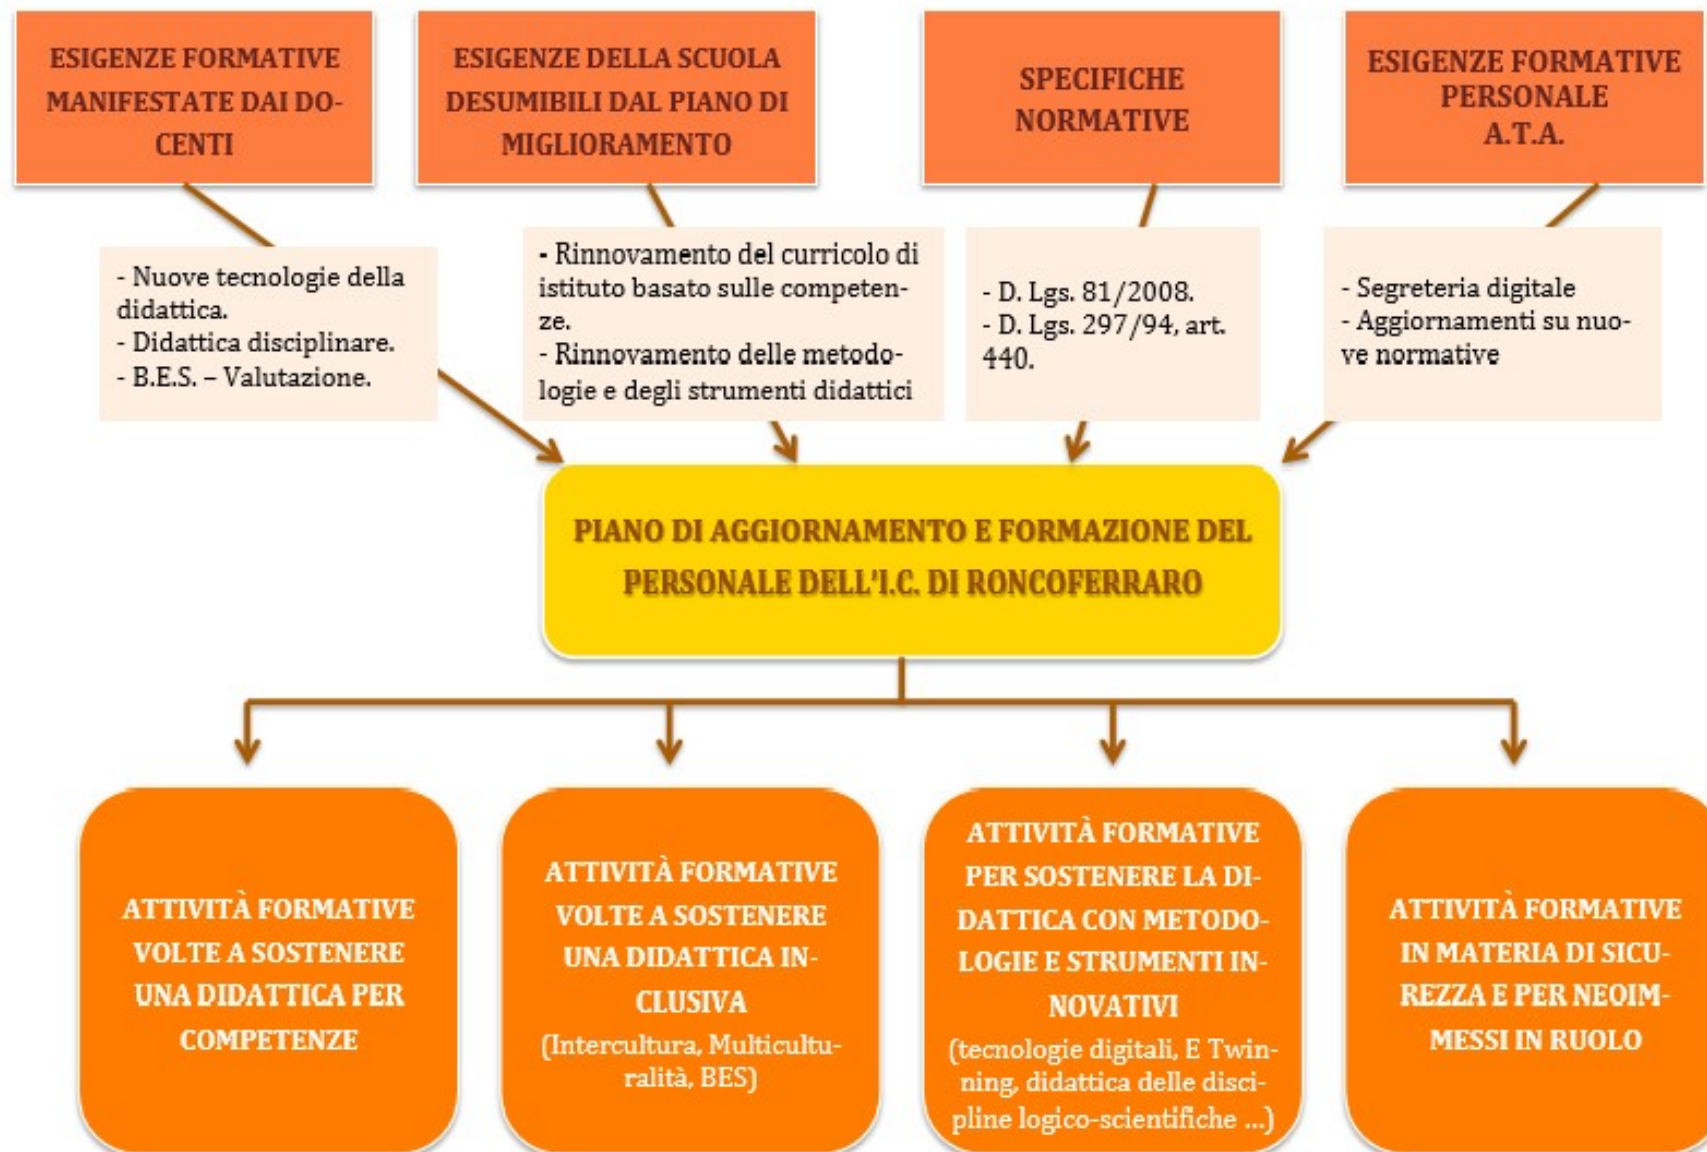 ESIGENZE FORMATIVE
MANIFESTATE DAI DO-
CENTI
ESIGENZE DELLA SCUOLA
DESUMIBILI DAL PIANO DI
MIGLIORAMENTO
SPECIFICHE
NORMATIVE
ESIGENZE FORMATIVE
PERSONALE
A.T.A.
- Nuove tecnologie della
didattica.
- Didattica disciplinare.
- B.E.S. – Valutazione.
- Rinnovamento del curricolo di
istituto basato sulle competen-
ze.
- Rinnovamento delle metodo-
logie e degli strumenti didattici
- D. Lgs. 81/2008.
- D. Lgs. 297/94, art.
440.
- Segreteria digitale
- Aggiornamenti su nuo-
ve normative
PIANO DI AGGIORNAMENTO E FORMAZIONE DEL
PERSONALE DELL'I.C. DI RONCOFERRARO
ATTIVITÀ FORMATIVE
VOLTE A SOSTENERE
UNA DIDATTICA PER
COMPETENZE
ATTIVITÀ FORMATIVE
VOLTE A SOSTENERE
UNA DIDATTICA IN-
CLUSIVA
(Intercultura, Multicultu-
ralità, BES)
ATTIVITÀ FORMATIVE
PER SOSTENERE LA DI-
DATTICA CON METODO-
LOGIE E STRUMENTI IN-
NOVATIVI
(tecnologie digitali, E Twin-
ning, didattica delle disci-
pline logico-scientifiche ...)
ATTIVITÀ FORMATIVE
IN MATERIA DI SICU-
REZZA E PER NEOIM-
MESSI IN RUOLO